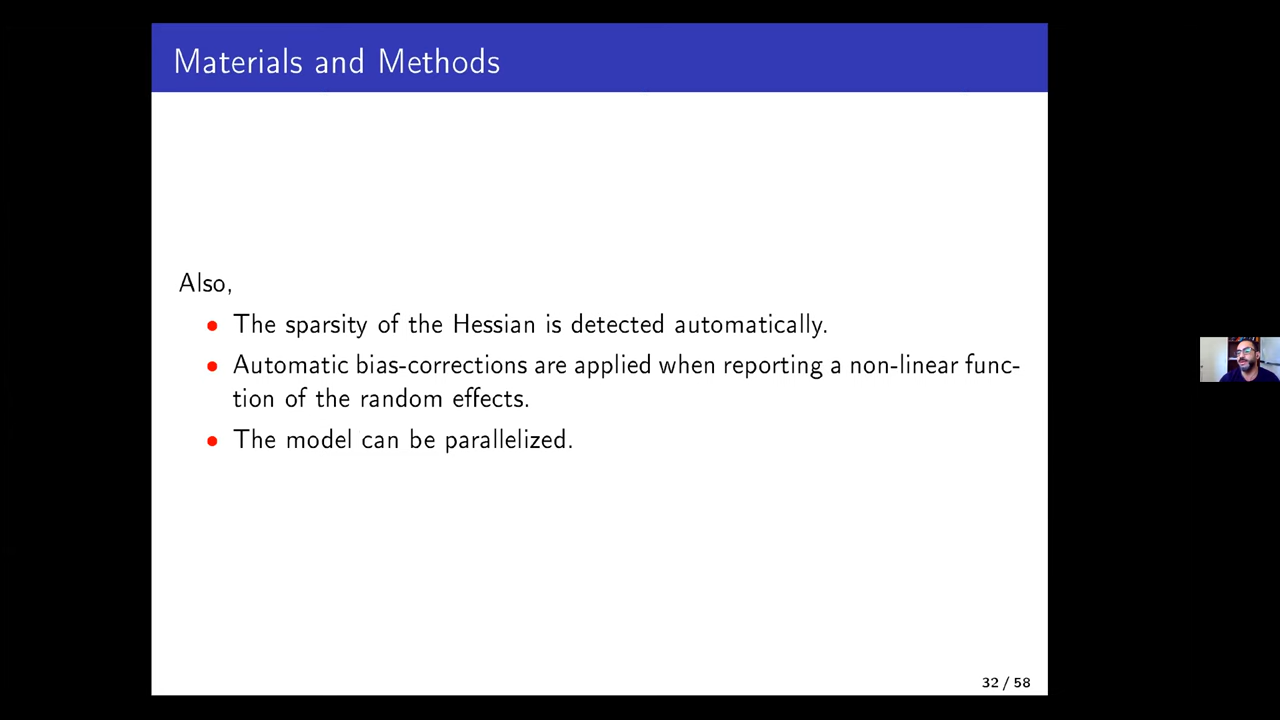 Materials and Methods
Also,
• The sparsity of the Hessian is detected automatically.
• Automatic bias-corrections are applied when reporting a non-linear func-
tion of the random effects.
• The model can be parallelized.
32 / 58